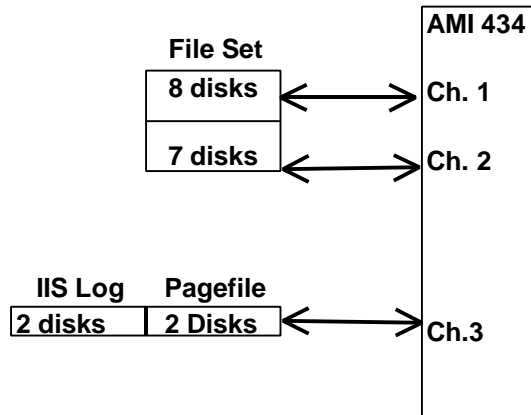 AMI 434
File Set
8 disks
Ch. 1
7 disks
Ch. 2
IIS Log
Pagefile
2 disks
2 Disks
Ch.3